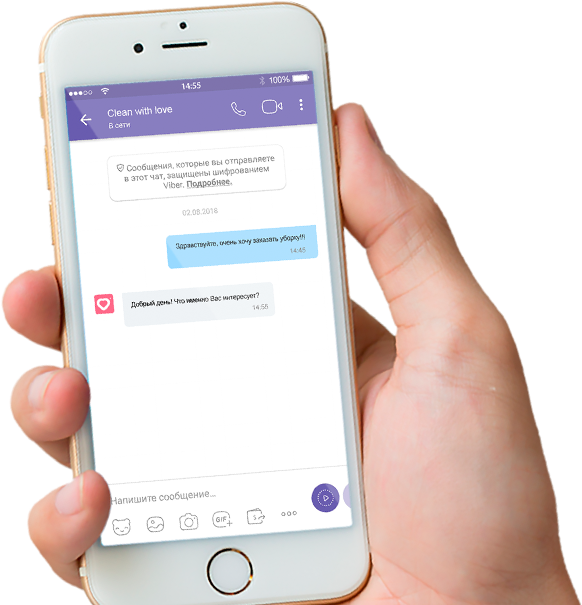 14:55
100%
Clean with love
В сети
Сообщения, которые вы отправляете
в этот чат, защищены шифрованием
Viber. Подробнее.
02.08.2018
Здравствуйте, очень хочу заказать уборку!!!
14:45
Добрый день! Что именно Вас интересует?
14:55
Напишите сообщение...
GIF+